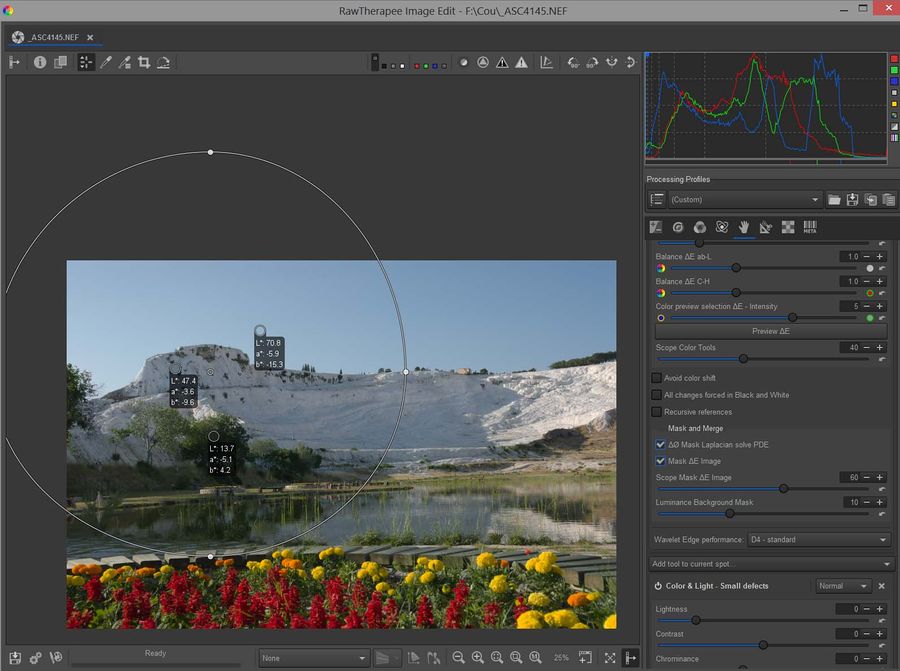 RawTherapee Image Edit - F:\Cou\_ASC4145.NEF
_ASC4145.NEF
Processing Profiles
(Custom)
META
Balance ΔE ab-L 1.0
Balance ΔE C-H 1.0
Color preview selection ΔE - Intensity 5
Preview ΔE
Scope Color Tools 40
Avoid color shift
All changes forced in Black and White
Recursive references
Mask and Merge
ΔØ Mask Laplacian solve PDE
Mask ΔE Image
Scope Mask ΔE Image 60
Luminance Background Mask 10
Wavelet Edge performance: D4 - standard
Add tool to current spot...
Color & Light - Small defects Normal
Lightness 0
Contrast 0
Chrominance 0
L*: 70.8
a*: -5.9
b*: -15.3
L*: 47.4
a*: -3.6
b*: -9.6
L*: 13.7
a*: -5.1
b*: 4.2
Ready
None
25%